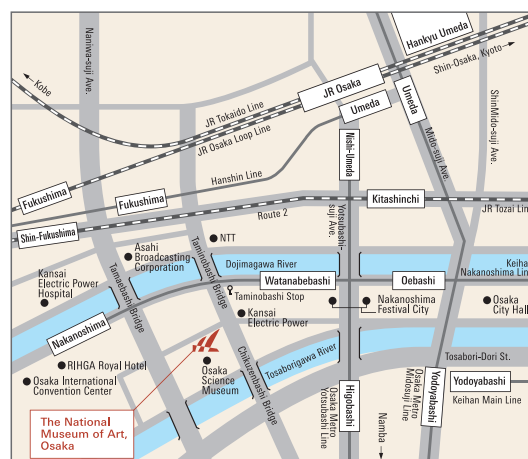 Naniwa-suji Ave.
Hankyu Umeda
Shin-Osaka, Kyoto
Kobe
JR Osaka
JR Tokaido Line
JR Osaka Loop Line
Umeda
Umeda
Mido-suji Ave.
ShinMido-suji Ave.
Nishi-Umeda
Hanshin Line
Fukushima
Fukushima
Yotsubashi-
suji Ave.
Kitashinchi
Route 2
JR Tozai Line
Shin-Fukushima
NTT
Asahi
Broadcasting
Corporation
Taminobashi Bridge
Tamaebashi Bridge
Dojimagawa River
Keihan
Nakanoshima Line
Kansai
Electric Power
Hospital
Watanabebashi
Oebashi
Taminobashi Stop
Nakanoshima
Festival City
Osaka
City Hall
Kansai
Electric Power
Nakanoshima
Chikuzenbashi Bridge
Tosaborigawa River
Tosabori-Dori St.
RIHGA Royal Hotel
Osaka International
Convention Center
Osaka
Science
Museum
Higobashi
Osaka Metro
Yotsubashi Line
Osaka Metro
Midosuji Line
Yodoyabashi
Yodoyabashi
Keihan Main Line
The National
Museum of Art,
Osaka
Namba